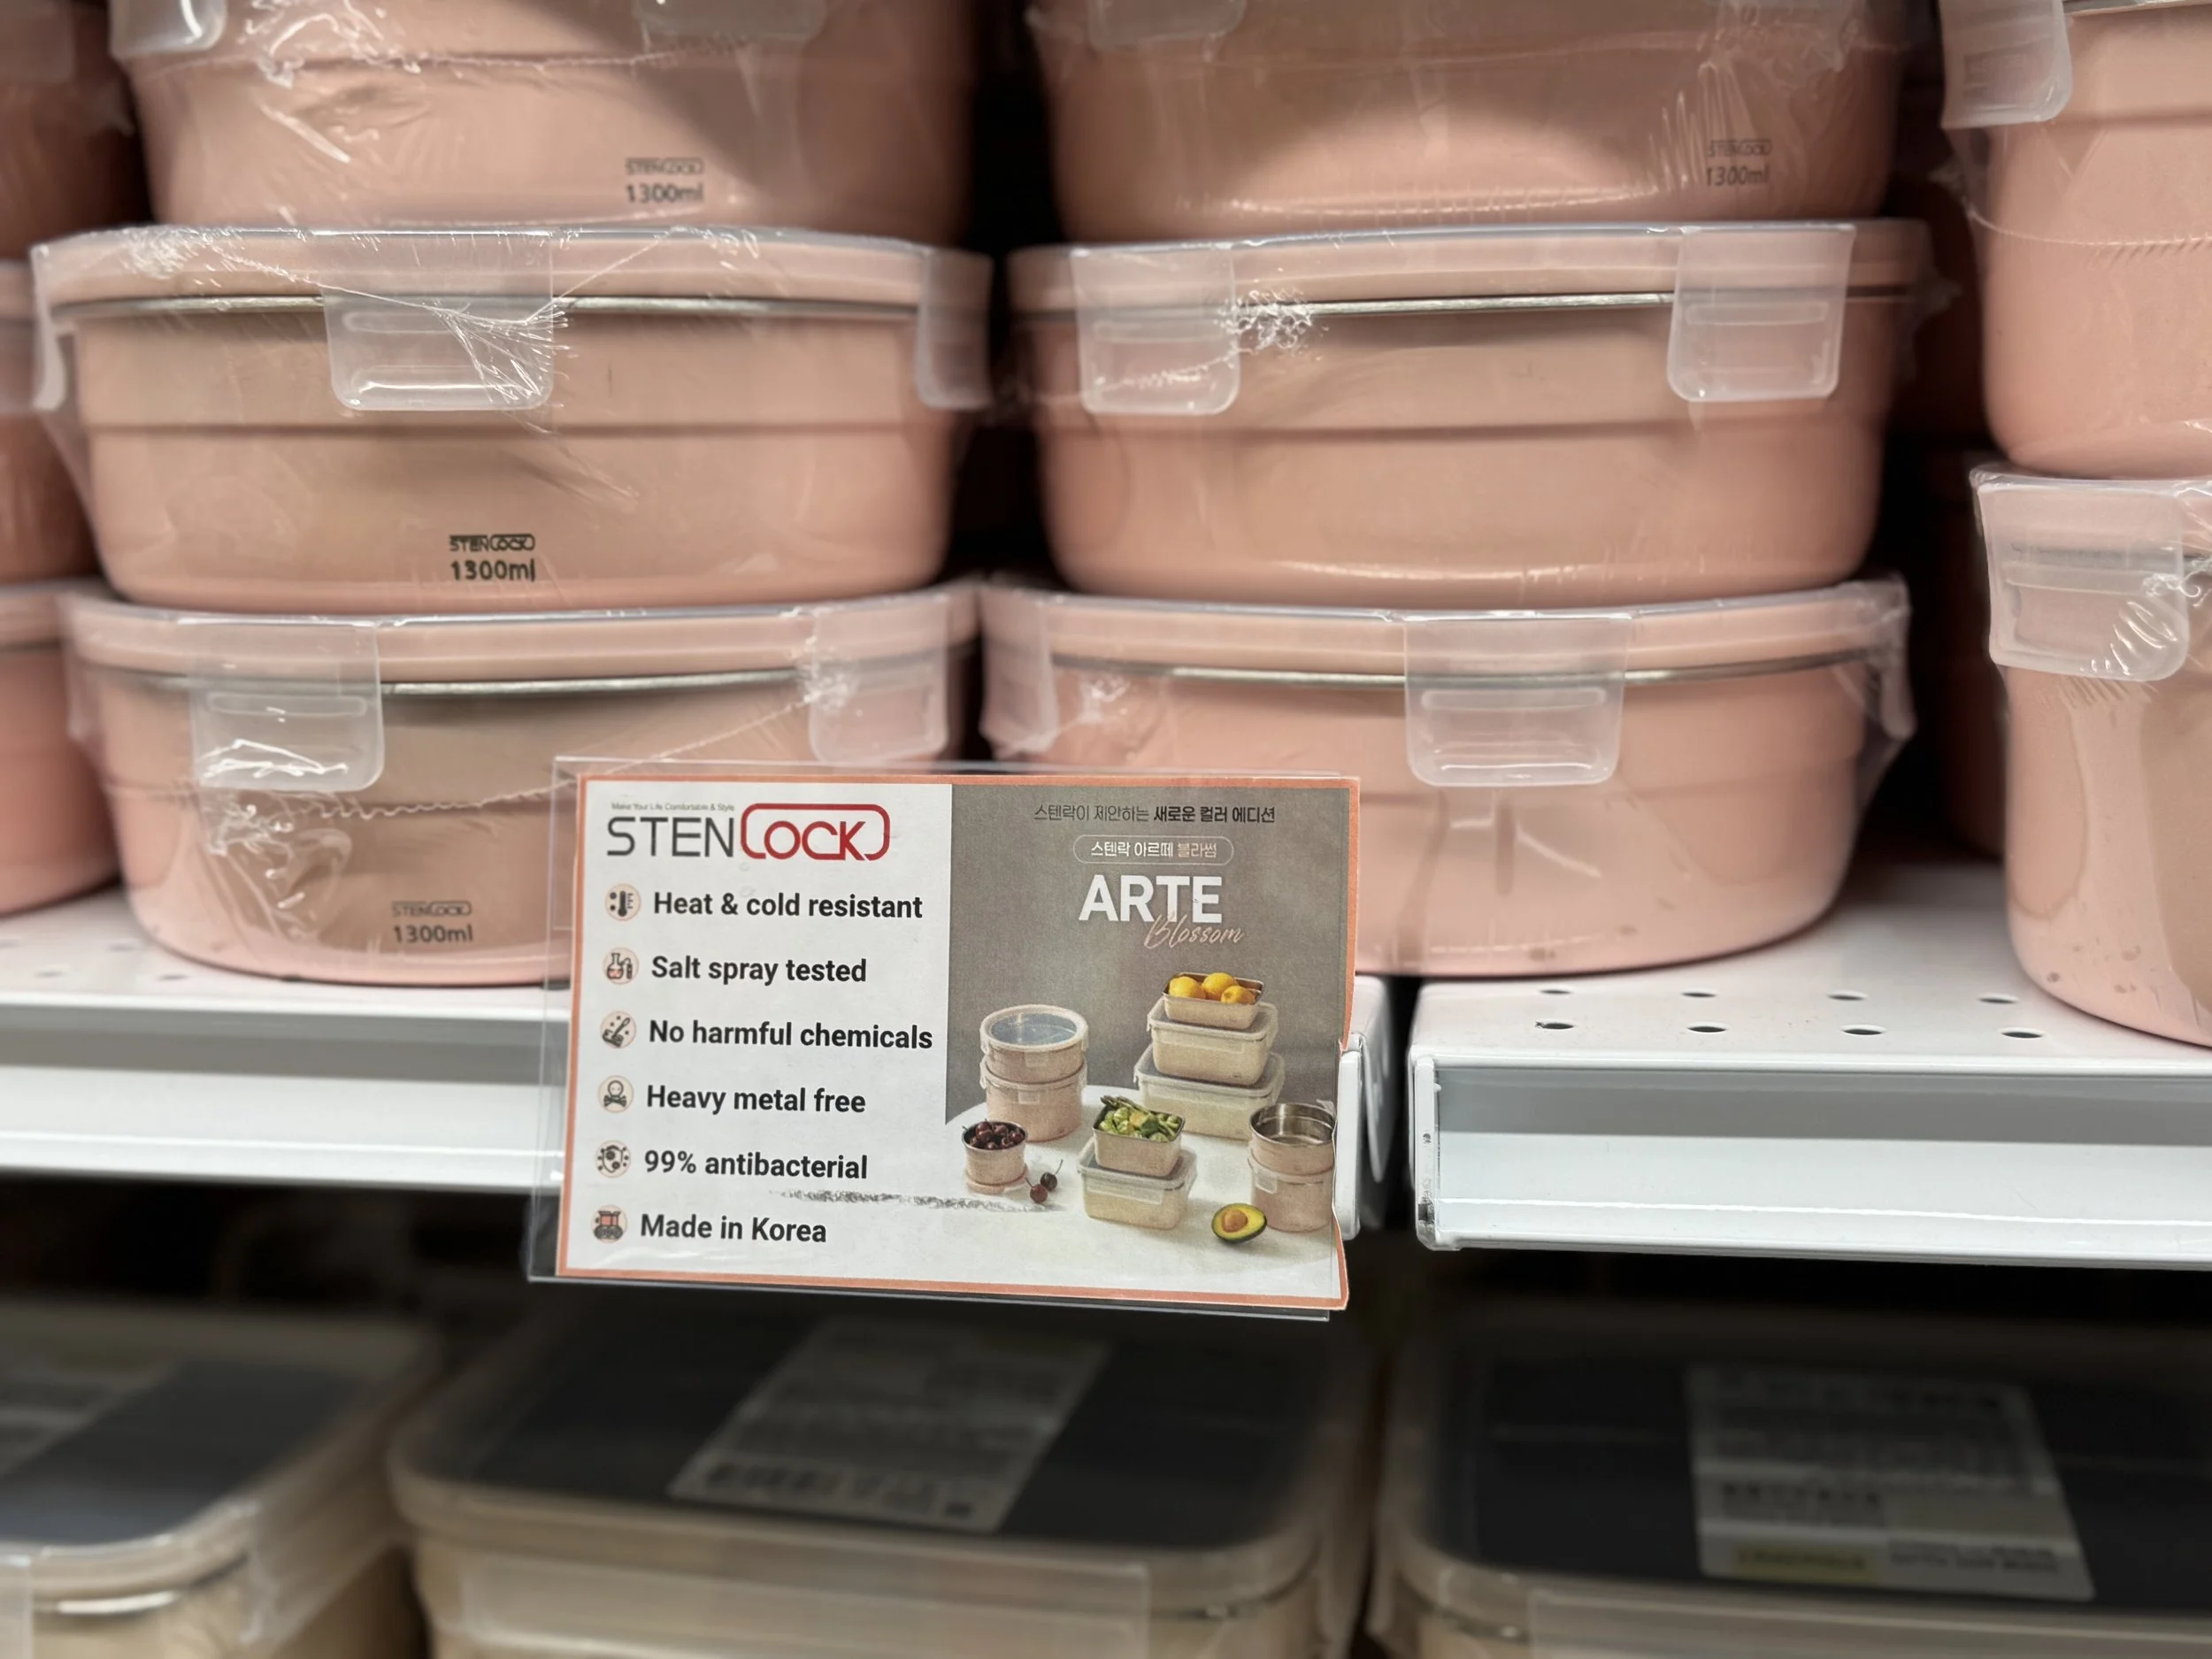 STENLOCK
1300ml
STENLOCK
1300ml
STENLOCK
1300ml
STENLOCK
1300ml
Make Your Life Comfortable & Style
STENLOCK
Heat & cold resistant
Salt spray tested
No harmful chemicals
Heavy metal free
99% antibacterial
Made in Korea
스텐락이 제안하는 새로운 컬러 에디션
스텐락 아르떼 블라썸
ARTE
Blossom